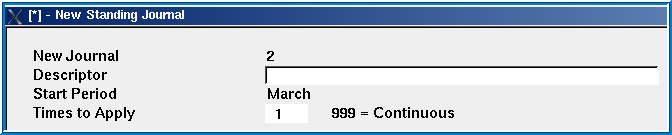 [*] - New Standing Journal
New Journal 2
Descriptor
Start Period March
Times to Apply 1 999 = Continuous